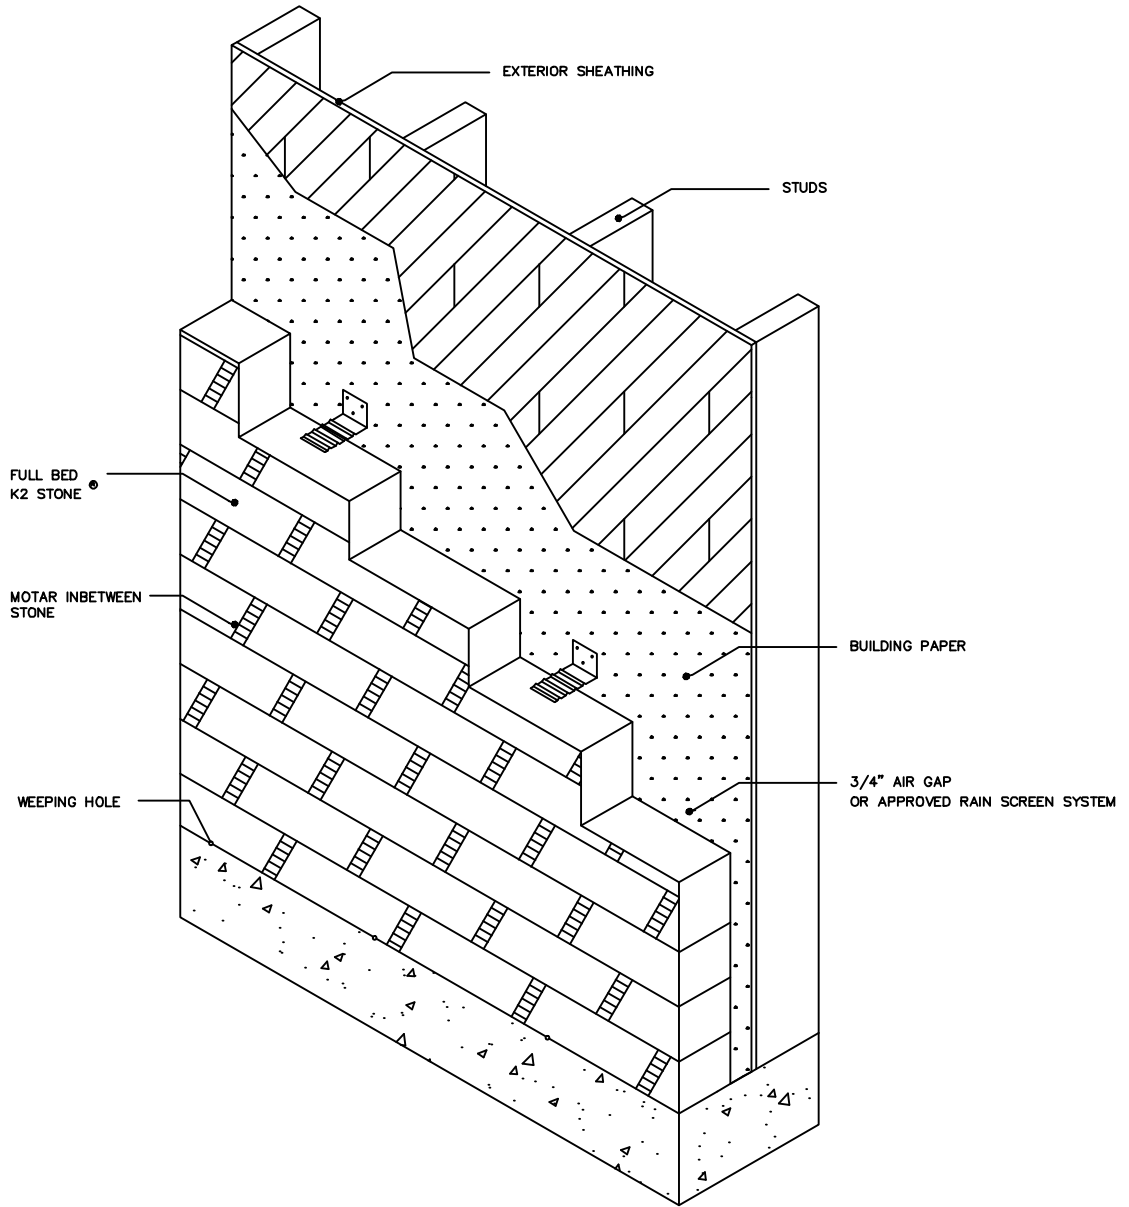 EXTERIOR SHEATHING
STUDS
FULL BED
K2 STONE ®
MOTAR INBETWEEN
STONE
BUILDING PAPER
3/4" AIR GAP
OR APPROVED RAIN SCREEN SYSTEM
WEEPING HOLE